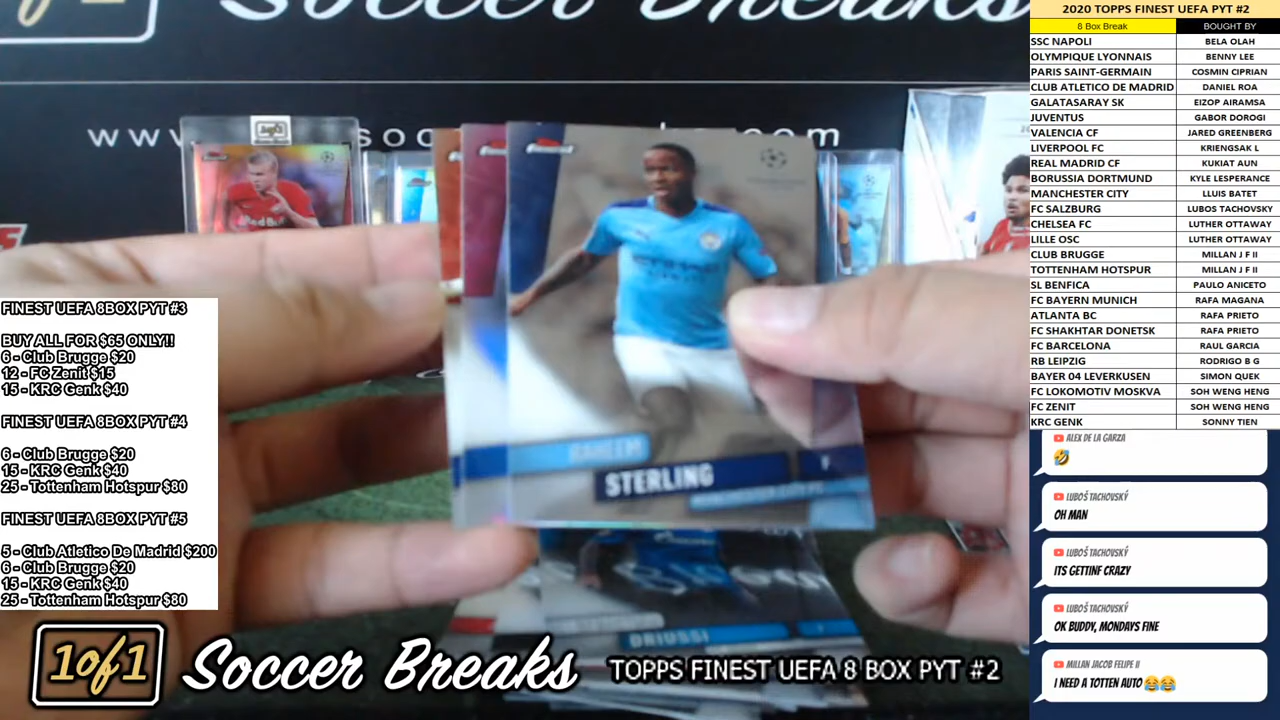 Soccer Breaks
www.soc om
RAHEEM
STERLING
F
MANCHESTER CITY FC
DRIUSSI
FINEST UEFA 8BOX PYT #3
BUY ALL FOR $65 ONLY!!
6 - Club Brugge $20
12 - FC Zenit $15
15 - KRC Genk $40
FINEST UEFA 8BOX PYT #4
6 - Club Brugge $20
15 - KRC Genk $40
25 - Tottenham Hotspur $80
FINEST UEFA 8BOX PYT #5
5 - Club Atletico De Madrid $200
6 - Club Brugge $20
15 - KRC Genk $40
25 - Tottenham Hotspur $80
1of1 Soccer Breaks TOPPS FINEST UEFA 8 BOX PYT #2
2020 TOPPS FINEST UEFA PYT #2
8 Box Break BOUGHT BY
SSC NAPOLI BELA OLAH
OLYMPIQUE LYONNAIS BENNY LEE
PARIS SAINT-GERMAIN COSMIN CIPRIAN
CLUB ATLETICO DE MADRID DANIEL ROA
GALATASARAY SK EIZOP AIRAMSA
JUVENTUS GABOR DOROGI
VALENCIA CF JARED GREENBERG
LIVERPOOL FC KRIENGSAK L
REAL MADRID CF KUKIAT AUN
BORUSSIA DORTMUND KYLE LESPERANCE
MANCHESTER CITY LLUIS BATET
FC SALZBURG LUBOS TACHOVSKY
CHELSEA FC LUTHER OTTAWAY
LILLE OSC LUTHER OTTAWAY
CLUB BRUGGE MILLAN J F II
TOTTENHAM HOTSPUR MILLAN J F II
SL BENFICA PAULO ANICETO
FC BAYERN MUNICH RAFA MAGANA
ATLANTA BC RAFA PRIETO
FC SHAKHTAR DONETSK RAFA PRIETO
FC BARCELONA RAUL GARCIA
RB LEIPZIG RODRIGO B G
BAYER 04 LEVERKUSEN SIMON QUEK
FC LOKOMOTIV MOSKVA SOH WENG HENG
FC ZENIT SOH WENG HENG
KRC GENK SONNY TIEN
ALEX DE LA GARZA
🤣
LUBOŠ TACHOVSKÝ
OH MAN
LUBOŠ TACHOVSKÝ
ITS GETTINF CRAZY
LUBOŠ TACHOVSKÝ
OK BUDDY, MONDAYS FINE
MILLAN JACOB FELIPE II
I NEED A TOTTEN AUTO 😂😂